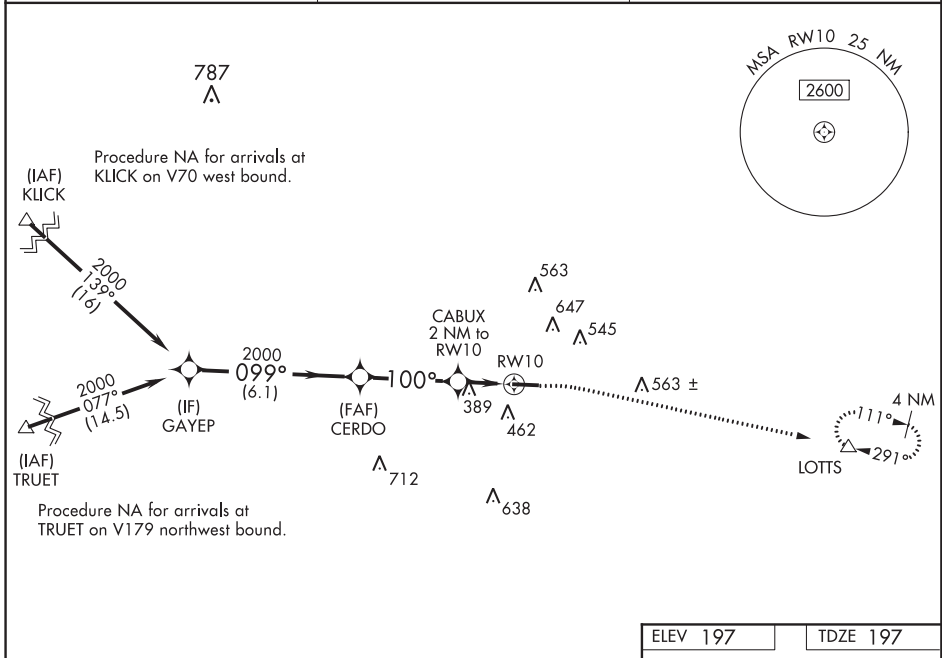 MSA RW10 25 NM
2600
787
Procedure NA for arrivals at
KLICK on V70 west bound.
(IAF)
KLICK
2000
139°
(16)
563
647
545
CABUX
2 NM to
RW10
RW10
2000
099°
(6.1)
100°
389
462
563 ±
4 NM
111°
291°
LOTTS
2000
077°
(14.5)
(IF)
GAYEP
(FAF)
CERDO
(IAF)
TRUET
712
638
Procedure NA for arrivals at
TRUET on V179 northwest bound.
ELEV 197
TDZE 197